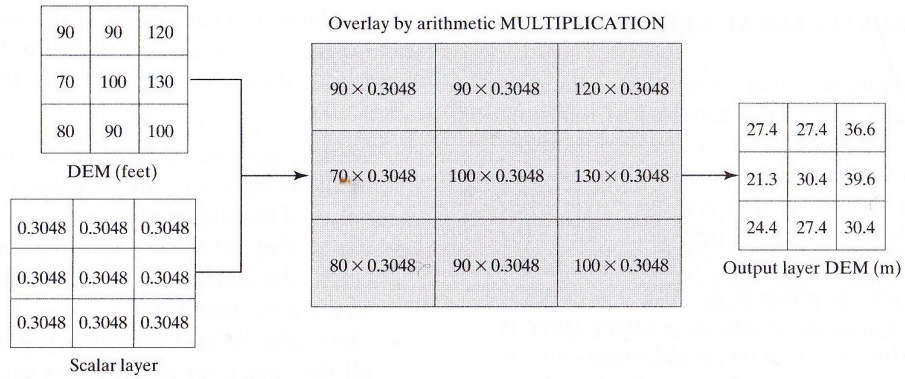 Overlay by arithmetic MULTIPLICATION
90 90 120
70 100 130
80 90 100
DEM (feet)
0.3048 0.3048 0.3048
0.3048 0.3048 0.3048
0.3048 0.3048 0.3048
Scalar layer
90 × 0.3048 90 × 0.3048 120 × 0.3048
70 × 0.3048 100 × 0.3048 130 × 0.3048
80 × 0.3048 90 × 0.3048 100 × 0.3048
27.4 27.4 36.6
21.3 30.4 39.6
24.4 27.4 30.4
Output layer DEM (m)